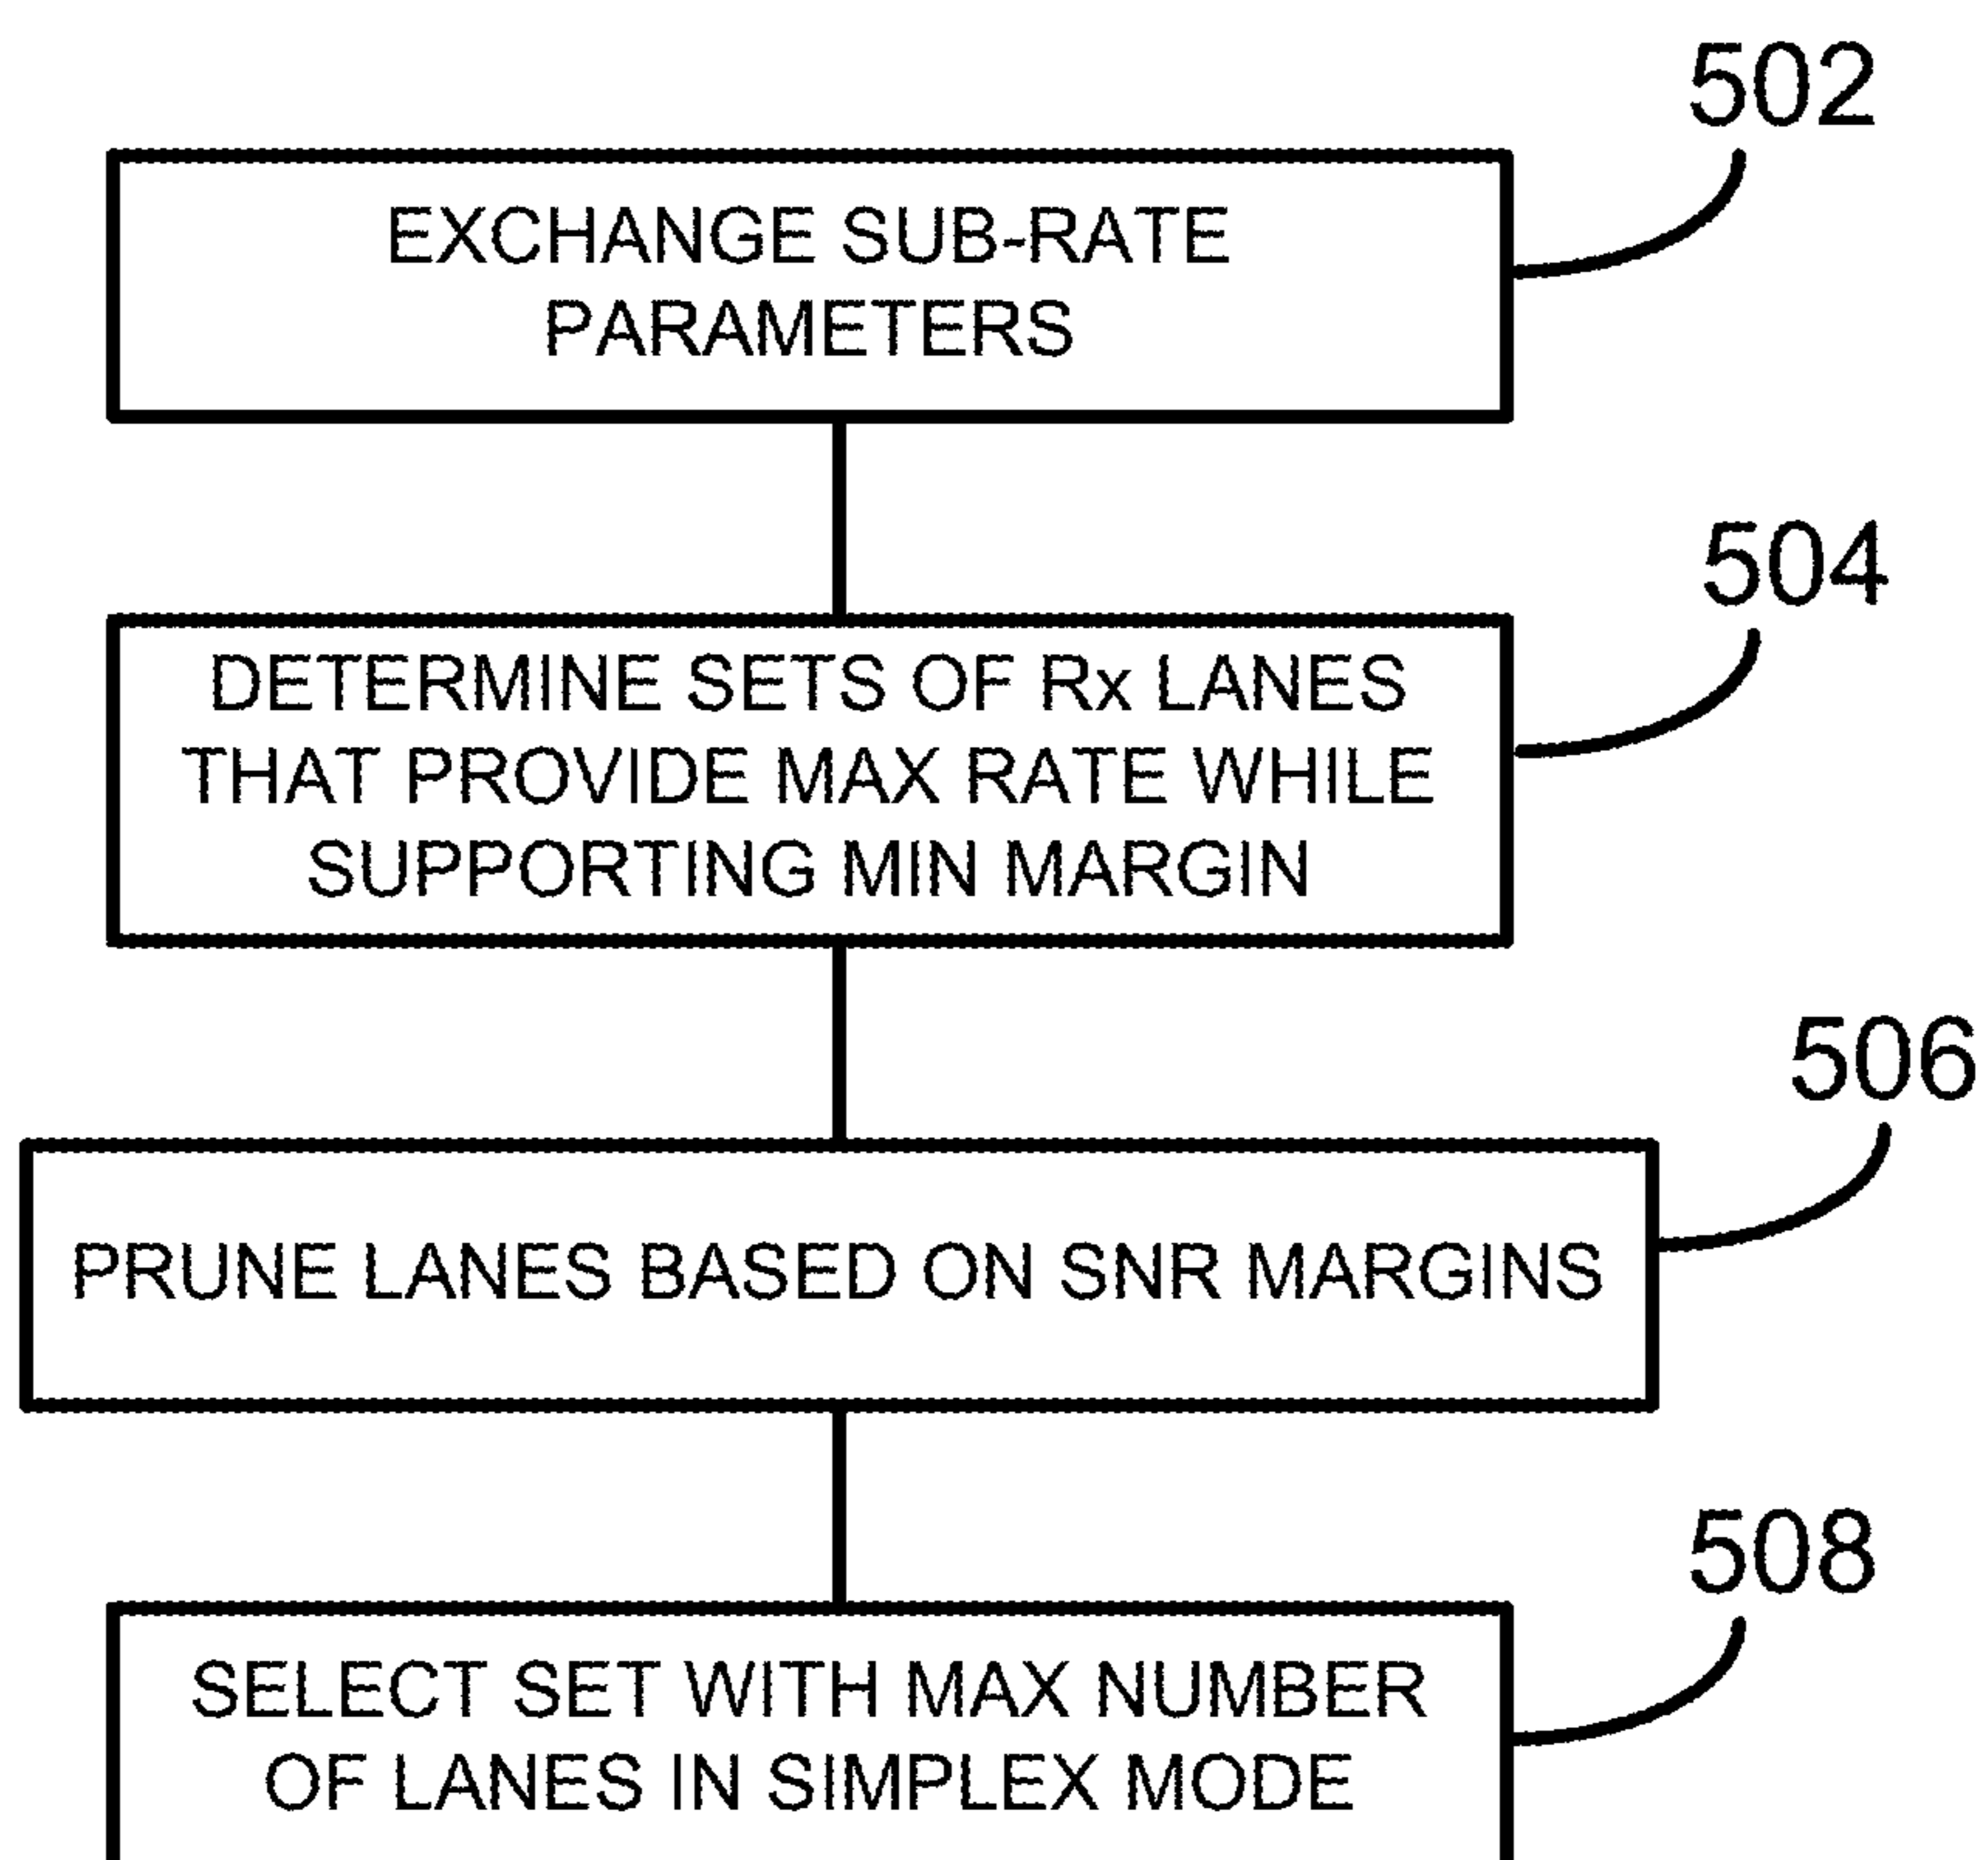 502
EXCHANGE SUB-RATE
PARAMETERS
504
DETERMINE SETS OF Rx LANES
THAT PROVIDE MAX RATE WHILE
SUPPORTING MIN MARGIN
506
PRUNE LANES BASED ON SNR MARGINS
508
SELECT SET WITH MAX NUMBER
OF LANES IN SIMPLEX MODE